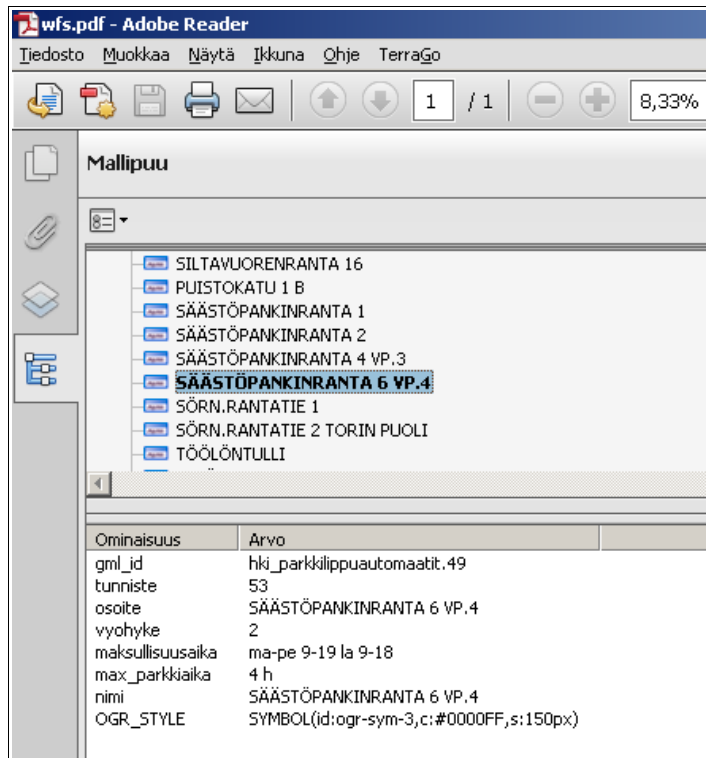 wfs.pdf - Adobe Reader
Tiedosto Muokkaa Näytä Ikkuna Ohje TerraGo
1 / 1 8,33%
Mallipuu
SILTAVUORENRANTA 16
PUISTOKATU 1 B
SÄÄSTÖPANKINRANTA 1
SÄÄSTÖPANKINRANTA 2
SÄÄSTÖPANKINRANTA 4 VP.3
SÄÄSTÖPANKINRANTA 6 VP.4
SÖRN.RANTATIE 1
SÖRN.RANTATIE 2 TORIN PUOLI
TÖÖLÖNTULLI
Ominaisuus Arvo
gml_id hki_parkkilippuautomaatit.49
tunniste 53
osoite SÄÄSTÖPANKINRANTA 6 VP.4
vyohyke 2
maksullisuusaika ma-pe 9-19 la 9-18
max_parkkiaika 4 h
nimi SÄÄSTÖPANKINRANTA 6 VP.4
OGR_STYLE SYMBOL(id:ogr-sym-3,c:#0000FF,s:150px)